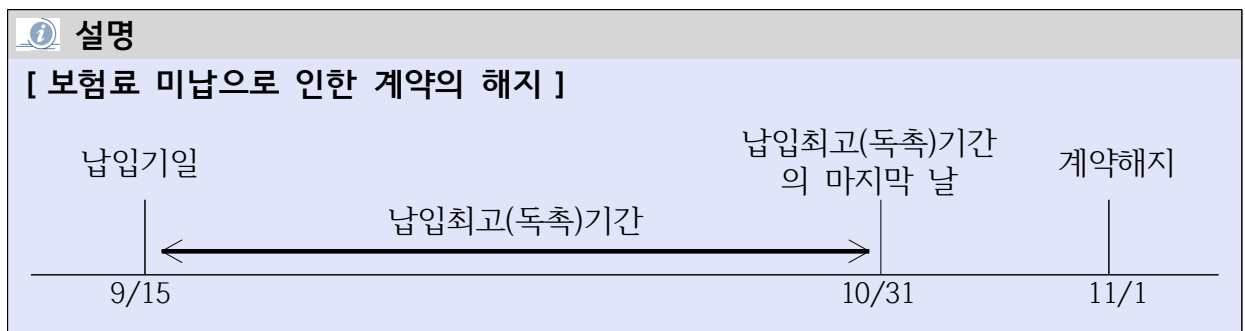 설명
[ 보험료 미납으로 인한 계약의 해지 ]
납입기일
납입최고(독촉)기간
의 마지막 날
계약해지
납입최고(독촉)기간
9/15
10/31
11/1